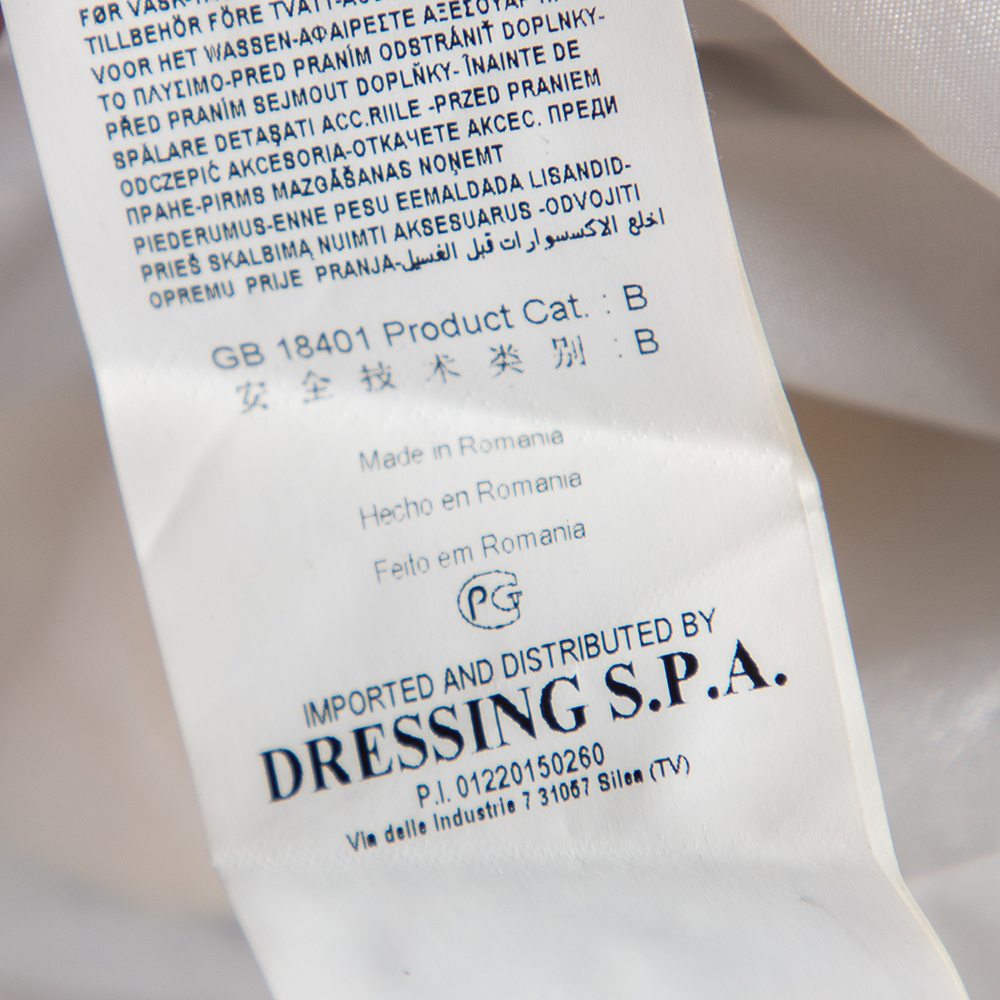 FØR VASK-
TILLBEHÖR FÖRE TVÄTT-
VOOR HET WASSEN-ΑΦΑΙΡΕΣΤΕ ΑΞΕΣΟΥΑΡ
ΤΟ ΠΛΥΣΙΜΟ-PRED PRANÍM ODSTRÁNIŤ DOPLNKY-
PŘED PRANÍM SEJMOUT DOPLŇKY- ÎNAINTE DE
SPĂLARE DETAŞATI ACC.RIILE -PRZED PRANIEM
ODCZEPIĆ AKCESORIA-ОТКАЧЕТЕ АКСЕС. ПРЕДИ
ПРАНЕ-PIRMS MAZGĀŠANAS NOŅEMT
PIEDERUMUS-ENNE PESU EEMALDADA LISANDID-
PRIEŠ SKALBIMĄ NUIMTI AKSESUARUS -ODVOJITI
OPREMU PRIJE PRANJA-اخلع الاكسسوارات قبل الغسيل
GB 18401 Product Cat. : B
安全技术类别 : B
Made in Romania
Hecho en Romania
Feito em Romania
PG
IMPORTED AND DISTRIBUTED BY
DRESSING S.P.A.
P.I. 01220150260
Via delle Industrie 7 31057 Silea (TV)